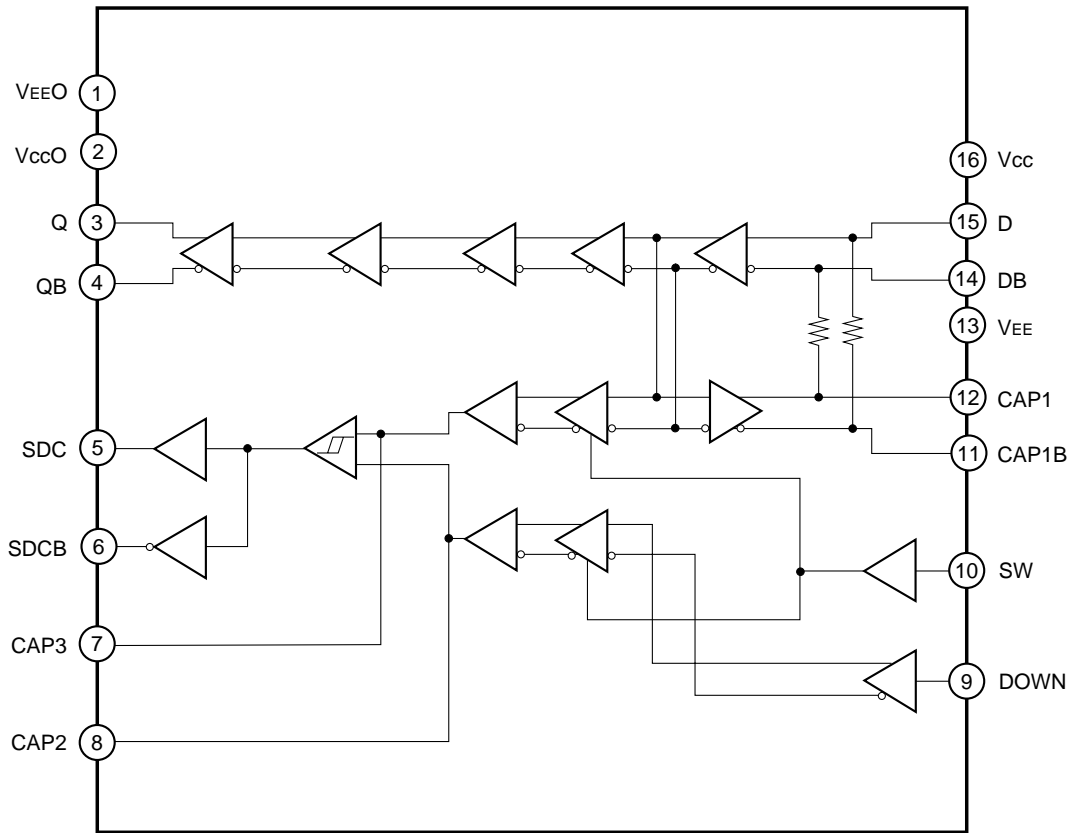 VEEO 1
VccO 2
Q 3
QB 4
SDC 5
SDCB 6
CAP3 7
CAP2 8
16 Vcc
15 D
14 DB
13 VEE
12 CAP1
11 CAP1B
10 SW
9 DOWN